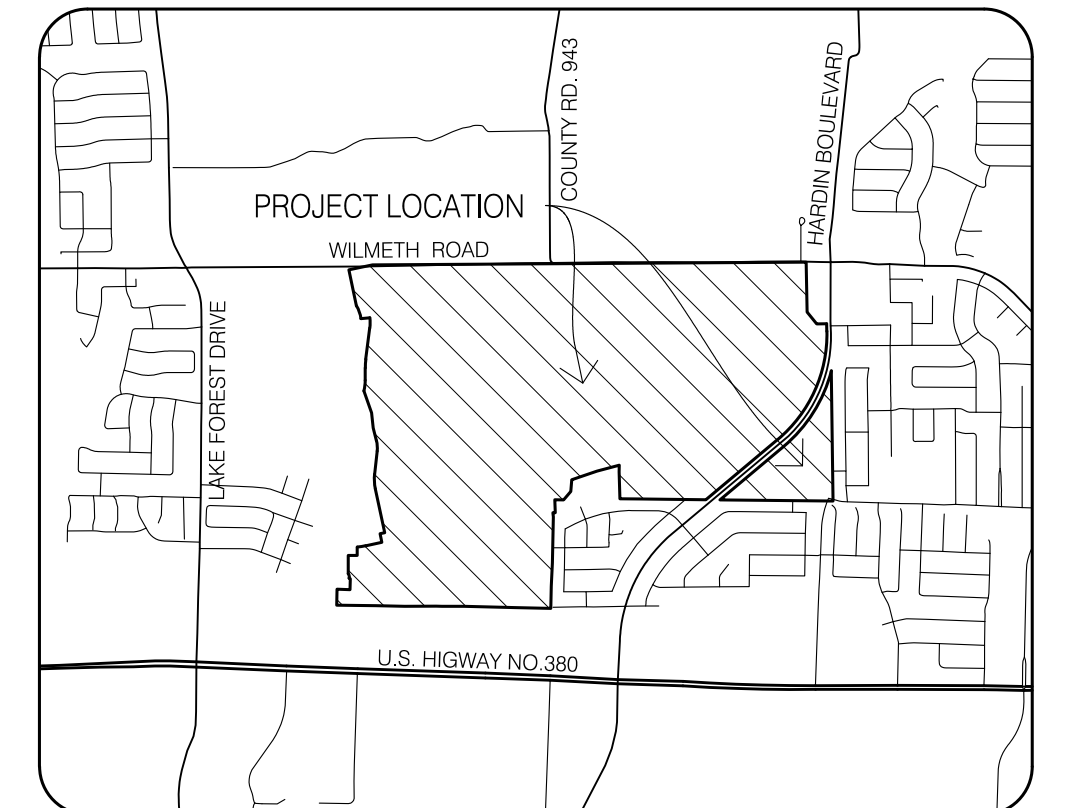 COUNTY RD. 943
HARDIN BOULEVARD
PROJECT LOCATION
WILMETH ROAD
LAKE FOREST DRIVE
U.S. HIGWAY NO.380